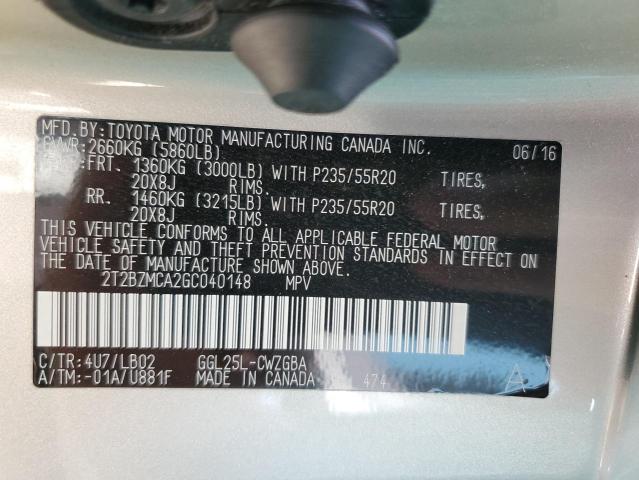 MFD.BY:TOYOTA MOTOR MANUFACTURING CANADA INC.
GVWR:2660KG (5860LB) 06/16
FRT. 1360KG (3000LB) WITH P235/55R20 TIRES,
20X8J RIMS.
RR. 1460KG (3215LB) WITH P235/55R20 TIRES,
20X8J RIMS.
THIS VEHICLE CONFORMS TO ALL APPLICABLE FEDERAL MOTOR
VEHICLE SAFETY AND THEFT PREVENTION STANDARDS IN EFFECT ON
THE DATE OF MANUFACTURE SHOWN ABOVE.
2T2BZMCA2GC040148 MPV
C/TR:4U7/LB02 GGL25L-CWZGBA
A/TM:-01A/U881F MADE IN CANADA 474 A